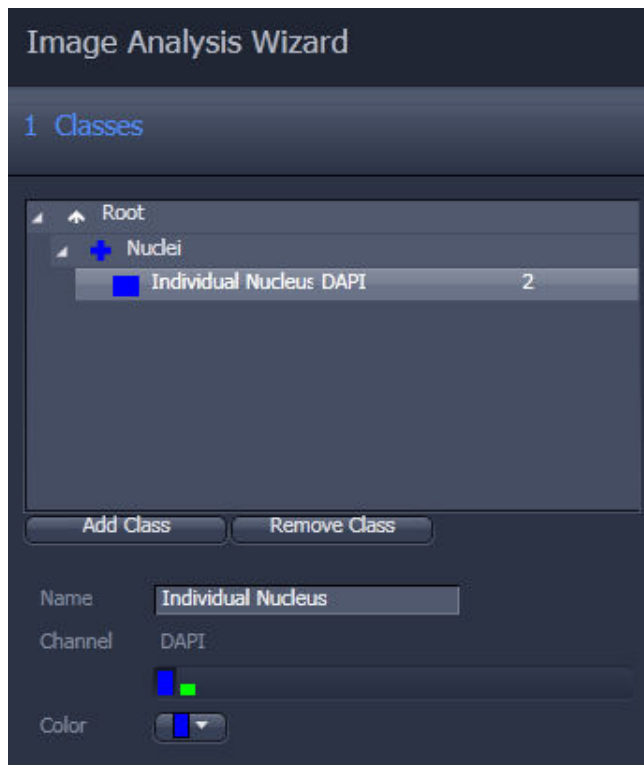 Image Analysis Wizard
1 Classes
Root
Nuclei
Individual Nucleus DAPI 2
Add Class Remove Class
Name Individual Nucleus
Channel DAPI
Color